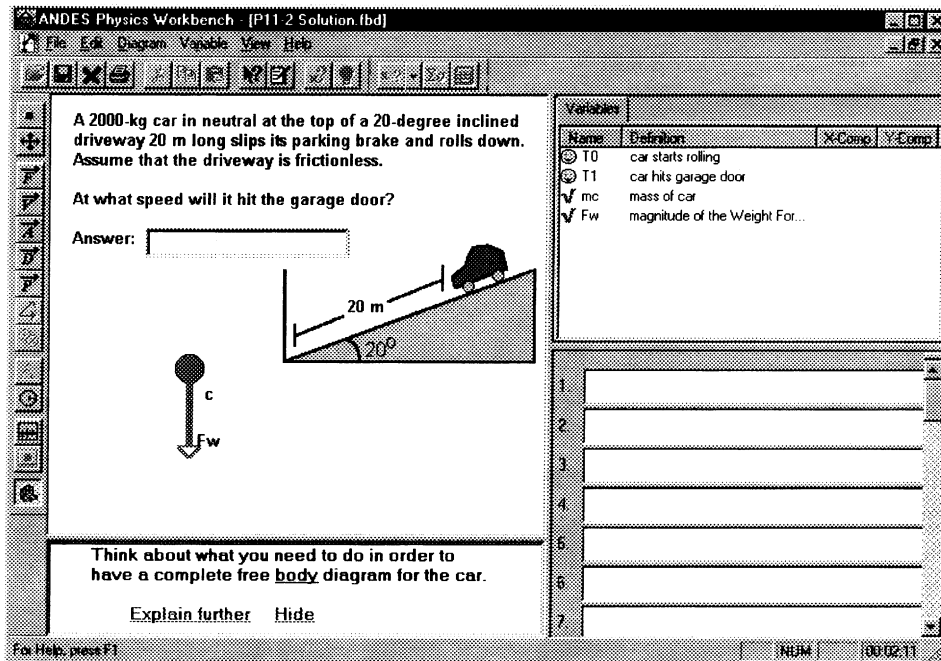 ANDES Physics Workbench - [P11-2 Solution.fbd]
File Edit Diagram Variable View Help
A 2000-kg car in neutral at the top of a 20-degree inclined
driveway 20 m long slips its parking brake and rolls down.
Assume that the driveway is frictionless.
At what speed will it hit the garage door?
Answer:
20 m
20º
c
Fw
Variables
Name Definition X-Comp Y-Comp
T0 car starts rolling
T1 car hits garage door
mc mass of car
Fw magnitude of the Weight For...
1
2
3
4
5
6
7
Think about what you need to do in order to
have a complete free body diagram for the car.
Explain further Hide
For Help, press F1 NUM 00:02:11